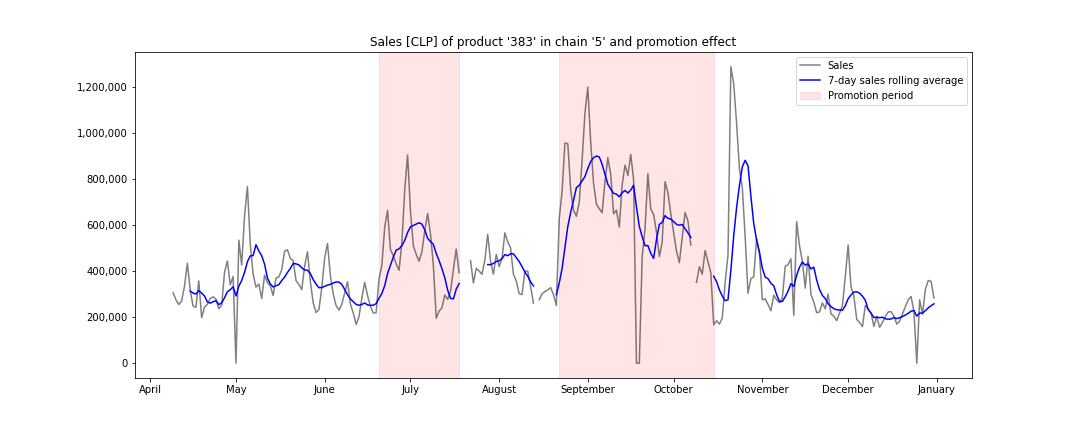 Sales [CLP] of product '383' in chain '5' and promotion effect
Sales
7-day sales rolling average
Promotion period
1,200,000
1,000,000
800,000
600,000
400,000
200,000
0
April May June July August September October November December January